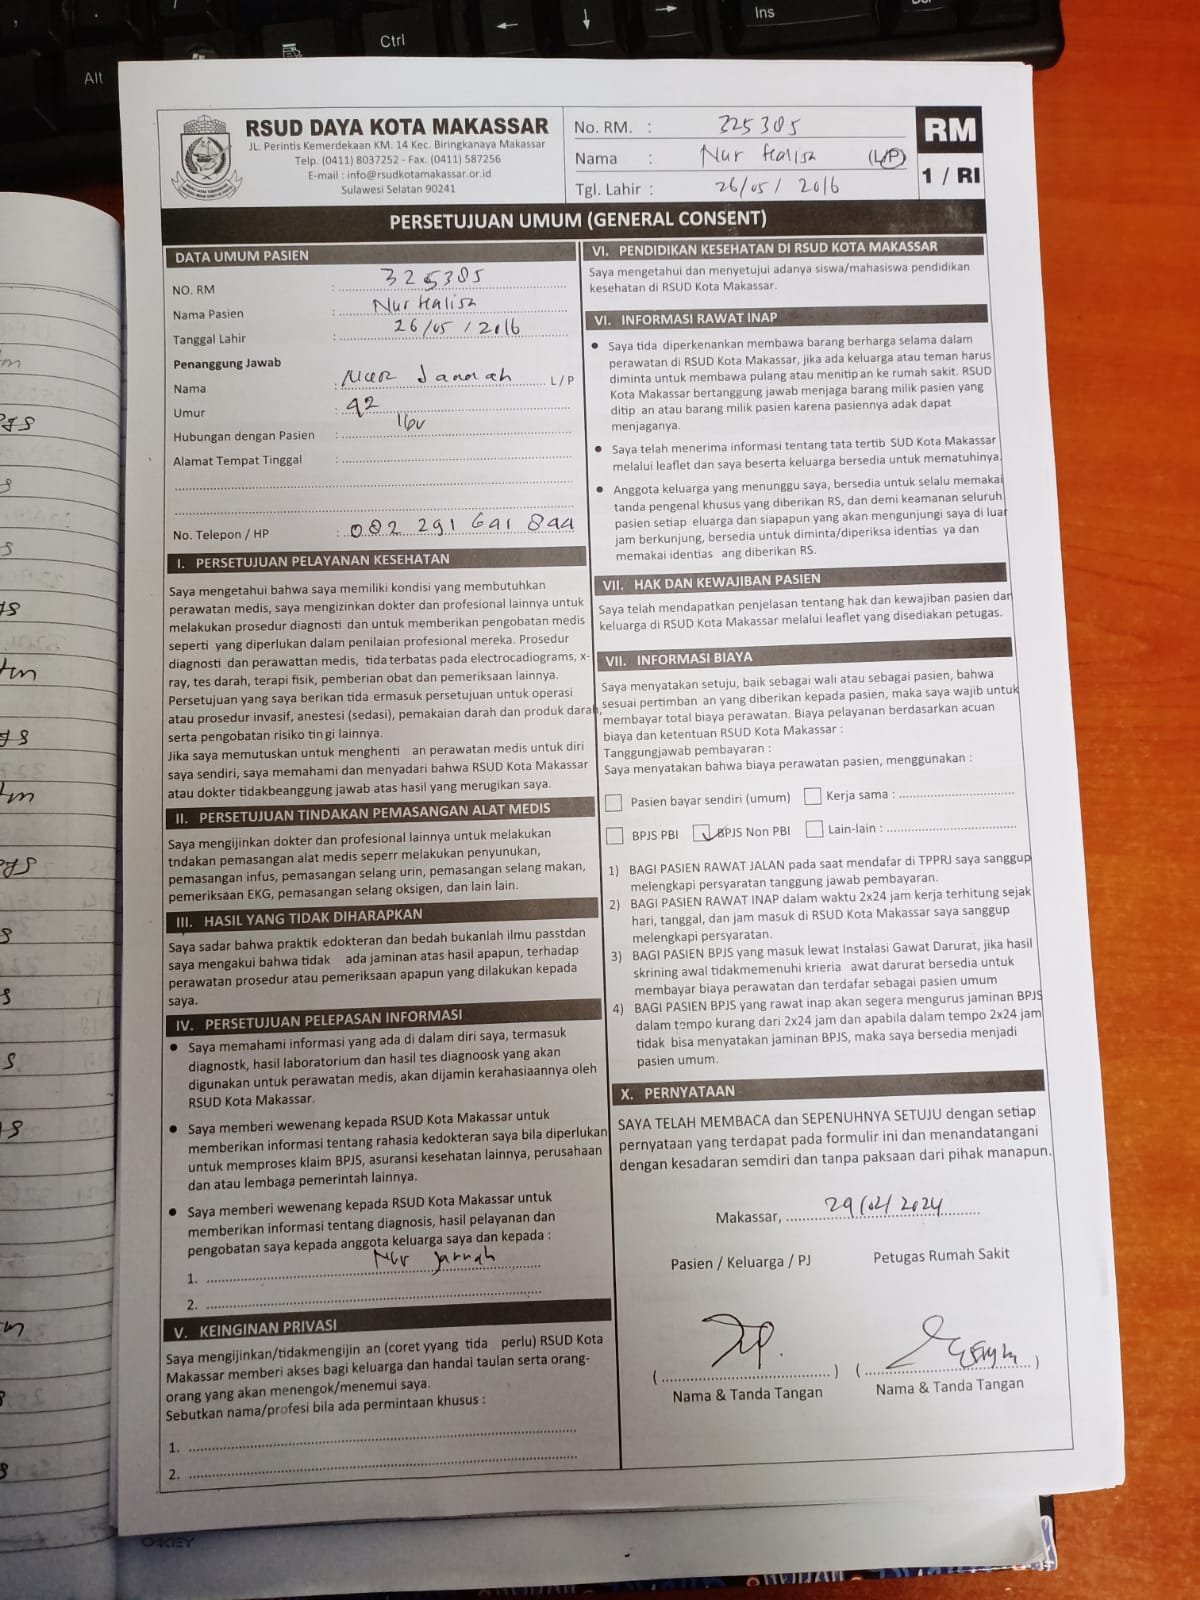 Ctrl
Alt
Ins
RSUD DAYA KOTA MAKASSAR
JL. Perintis Kemerdekaan KM. 14 Kec. Biringkanaya Makassar
Telp. (0411) 8037252 - Fax. (0411) 587256
E-mail : info@rsudkotamakassar.or.id
Sulawesi Selatan 90241
No. RM. : 325385
Nama : Nur Halisa (L/P)
Tgl. Lahir : 26/05/2016
RM
1 / RI
PERSETUJUAN UMUM (GENERAL CONSENT)
DATA UMUM PASIEN
NO. RM : 325385
Nama Pasien : Nur Halisa
Tanggal Lahir : 26/05/2016
Penanggung Jawab
Nama : Nur Jannah L/P
Umur : 42
Hubungan dengan Pasien : Ibu
Alamat Tempat Tinggal :
No. Telepon / HP : 082 291 641 844
I. PERSETUJUAN PELAYANAN KESEHATAN
Saya mengetahui bahwa saya memiliki kondisi yang membutuhkan
perawatan medis, saya mengizinkan dokter dan profesional lainnya untuk
melakukan prosedur diagnosti dan untuk memberikan pengobatan medis
seperti yang diperlukan dalam penilaian profesional mereka. Prosedur
diagnosti dan perawattan medis, tida terbatas pada electrocadiograms, x-
ray, tes darah, terapi fisik, pemberian obat dan pemeriksaan lainnya.
Persetujuan yang saya berikan tida ermasuk persetujuan untuk operasi
atau prosedur invasif, anestesi (sedasi), pemakaian darah dan produk darah,
serta pengobatan risiko tin gi lainnya.
Jika saya memutuskan untuk menghenti an perawatan medis untuk diri
saya sendiri, saya memahami dan menyadari bahwa RSUD Kota Makassar
atau dokter tidakbeanggung jawab atas hasil yang merugikan saya.
II. PERSETUJUAN TINDAKAN PEMASANGAN ALAT MEDIS
Saya mengijinkan dokter dan profesional lainnya untuk melakukan
tndakan pemasangan alat medis seperr melakukan penyunukan,
pemasangan infus, pemasangan selang urin, pemasangan selang makan,
pemeriksaan EKG, pemasangan selang oksigen, dan lain lain.
III. HASIL YANG TIDAK DIHARAPKAN
Saya sadar bahwa praktik edokteran dan bedah bukanlah ilmu passtdan
saya mengakui bahwa tidak ada jaminan atas hasil apapun, terhadap
perawatan prosedur atau pemeriksaan apapun yang dilakukan kepada
saya.
IV. PERSETUJUAN PELEPASAN INFORMASI
● Saya memahami informasi yang ada di dalam diri saya, termasuk
diagnostk, hasil laboratorium dan hasil tes diagnoosk yang akan
digunakan untuk perawatan medis, akan dijamin kerahasiaannya oleh
RSUD Kota Makassar.
● Saya memberi wewenang kepada RSUD Kota Makassar untuk
memberikan informasi tentang rahasia kedokteran saya bila diperlukan
untuk memproses klaim BPJS, asuransi kesehatan lainnya, perusahaan
dan atau lembaga pemerintah lainnya.
● Saya memberi wewenang kepada RSUD Kota Makassar untuk
memberikan informasi tentang diagnosis, hasil pelayanan dan
pengobatan saya kepada anggota keluarga saya dan kepada :
1. Nur Jannah
2.
V. KEINGINAN PRIVASI
Saya mengijinkan/tidakmengijin an (coret yyang tida perlu) RSUD Kota
Makassar memberi akses bagi keluarga dan handai taulan serta orang-
orang yang akan menengok/menemui saya.
Sebutkan nama/profesi bila ada permintaan khusus :
1.
2.
VI. PENDIDIKAN KESEHATAN DI RSUD KOTA MAKASSAR
Saya mengetahui dan menyetujui adanya siswa/mahasiswa pendidikan
kesehatan di RSUD Kota Makassar.
VI. INFORMASI RAWAT INAP
● Saya tida diperkenankan membawa barang berharga selama dalam
perawatan di RSUD Kota Makassar, jika ada keluarga atau teman harus
diminta untuk membawa pulang atau menitip an ke rumah sakit. RSUD
Kota Makassar bertanggung jawab menjaga barang milik pasien yang
ditip an atau barang milik pasien karena pasiennya adak dapat
menjaganya.
● Saya telah menerima informasi tentang tata tertib SUD Kota Makassar
melalui leaflet dan saya beserta keluarga bersedia untuk mematuhinya.
● Anggota keluarga yang menunggu saya, bersedia untuk selalu memakai
tanda pengenal khusus yang diberikan RS, dan demi keamanan seluruh
pasien setiap eluarga dan siapapun yang akan mengunjungi saya di luar
jam berkunjung, bersedia untuk diminta/diperiksa identias ya dan
memakai identias ang diberikan RS.
VII. HAK DAN KEWAJIBAN PASIEN
Saya telah mendapatkan penjelasan tentang hak dan kewajiban pasien dan
keluarga di RSUD Kota Makassar melalui leaflet yang disediakan petugas.
VII. INFORMASI BIAYA
Saya menyatakan setuju, baik sebagai wali atau sebagai pasien, bahwa
sesuai pertimban an yang diberikan kepada pasien, maka saya wajib untuk
membayar total biaya perawatan. Biaya pelayanan berdasarkan acuan
biaya dan ketentuan RSUD Kota Makassar :
Tanggungjawab pembayaran :
Saya menyatakan bahwa biaya perawatan pasien, menggunakan :
Pasien bayar sendiri (umum) Kerja sama :
BPJS PBI BPJS Non PBI Lain-lain :
1) BAGI PASIEN RAWAT JALAN pada saat mendafar di TPPRJ saya sanggup
melengkapi persyaratan tanggung jawab pembayaran.
2) BAGI PASIEN RAWAT INAP dalam waktu 2x24 jam kerja terhitung sejak
hari, tanggal, dan jam masuk di RSUD Kota Makassar saya sanggup
melengkapi persyaratan.
3) BAGI PASIEN BPJS yang masuk lewat Instalasi Gawat Darurat, jika hasil
skrining awal tidakmemenuhi krieria awat darurat bersedia untuk
membayar biaya perawatan dan terdafar sebagai pasien umum
4) BAGI PASIEN BPJS yang rawat inap akan segera mengurus jaminan BPJS
dalam tempo kurang dari 2x24 jam dan apabila dalam tempo 2x24 jam
tidak bisa menyatakan jaminan BPJS, maka saya bersedia menjadi
pasien umum.
X. PERNYATAAN
SAYA TELAH MEMBACA dan SEPENUHNYA SETUJU dengan setiap
pernyataan yang terdapat pada formulir ini dan menandatangani
dengan kesadaran semdiri dan tanpa paksaan dari pihak manapun.
Makassar, 29/02/2024
Pasien / Keluarga / PJ Petugas Rumah Sakit
Nama & Tanda Tangan Nama & Tanda Tangan